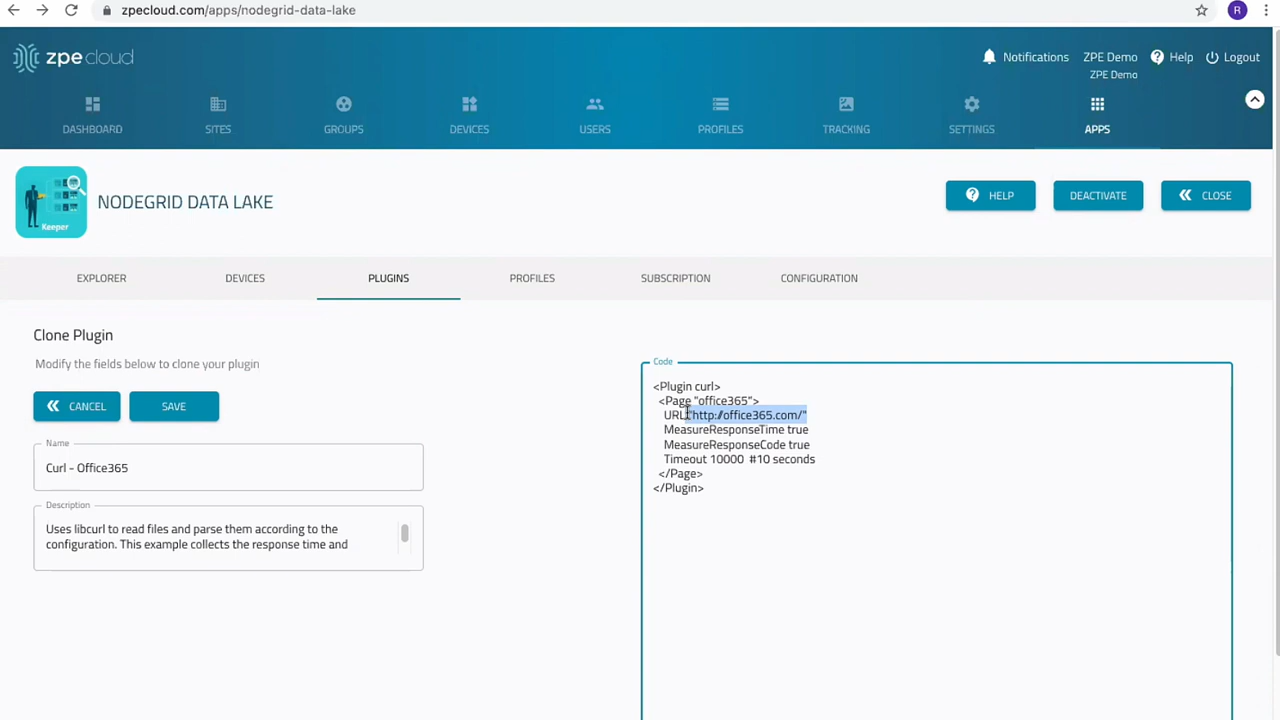 zpecloud.com/apps/nodegrid-data-lake
R
zpe cloud
Notifications
ZPE Demo
ZPE Demo
Help
Logout
DASHBOARD
SITES
GROUPS
DEVICES
USERS
PROFILES
TRACKING
SETTINGS
APPS
Keeper
NODEGRID DATA LAKE
HELP
DEACTIVATE
CLOSE
EXPLORER
DEVICES
PLUGINS
PROFILES
SUBSCRIPTION
CONFIGURATION
Clone Plugin
Modify the fields below to clone your plugin
CANCEL
SAVE
Name
Curl - Office365
Description
Uses libcurl to read files and parse them according to the
configuration. This example collects the response time and
Code
<Plugin curl>
<Page "office365">
URL "http://office365.com/"
MeasureResponseTime true
MeasureResponseCode true
Timeout 10000 #10 seconds
</Page>
</Plugin>